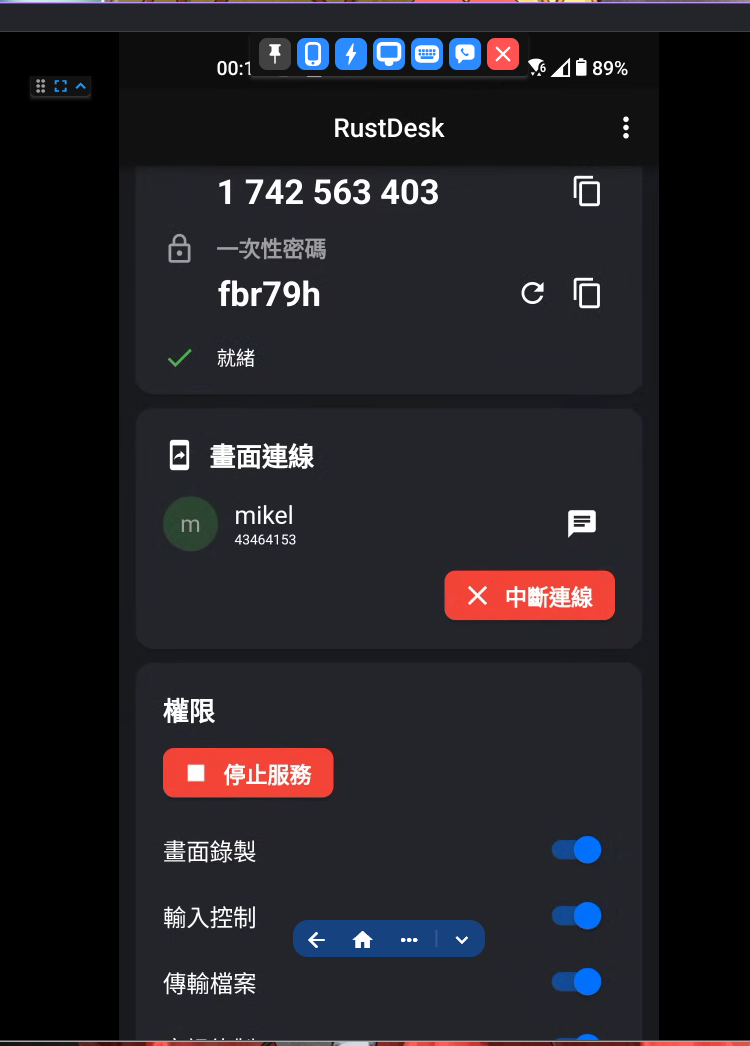 00:1
6
89%
RustDesk
1 742 563 403
一次性密碼
fbr79h
就緒
畫面連線
m
mikel
43464153
中斷連線
權限
停止服務
畫面錄製
輸入控制
傳輸檔案